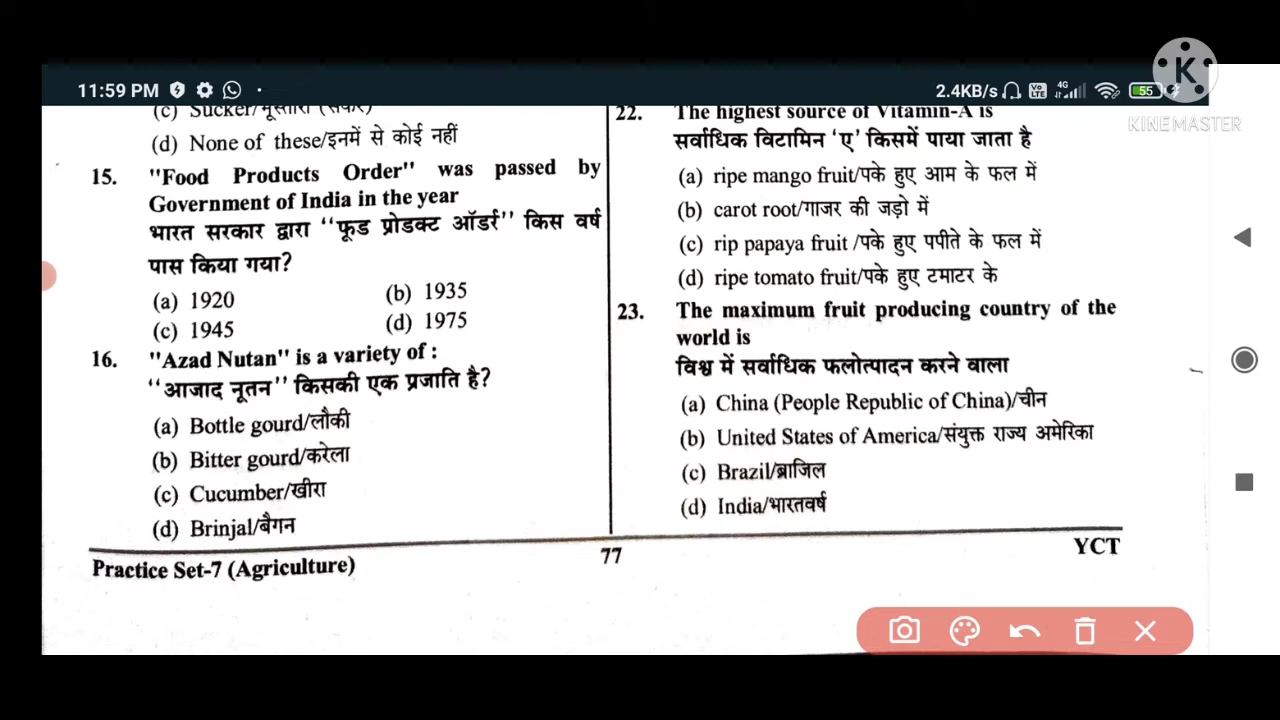 11:59 PM
2.4KB/s
4G
55
KINEMASTER
(c) Sucker/भूस्तारी (सकर)
(d) None of these/इनमें से कोई नहीं
15. "Food Products Order" was passed by
Government of India in the year
भारत सरकार द्वारा ‘‘फूड प्रोडक्ट ऑडर्र’’ किस वर्ष
पास किया गया?
(a) 1920 (b) 1935
(c) 1945 (d) 1975
16. "Azad Nutan" is a variety of :
‘‘आजाद नूतन’’ किसकी एक प्रजाति है?
(a) Bottle gourd/लौकी
(b) Bitter gourd/करेला
(c) Cucumber/खीरा
(d) Brinjal/बैगन
22. The highest source of Vitamin-A is
सर्वाधिक विटामिन ‘ए’ किसमें पाया जाता है
(a) ripe mango fruit/पके हुए आम के फल में
(b) carot root/गाजर की जड़ो में
(c) rip papaya fruit /पके हुए पपीते के फल में
(d) ripe tomato fruit/पके हुए टमाटर के
23. The maximum fruit producing country of the
world is
विश्व में सर्वाधिक फलोत्पादन करने वाला
(a) China (People Republic of China)/चीन
(b) United States of America/संयुक्त राज्य अमेरिका
(c) Brazil/ब्राजिल
(d) India/भारतवर्ष
Practice Set-7 (Agriculture)
77
YCT